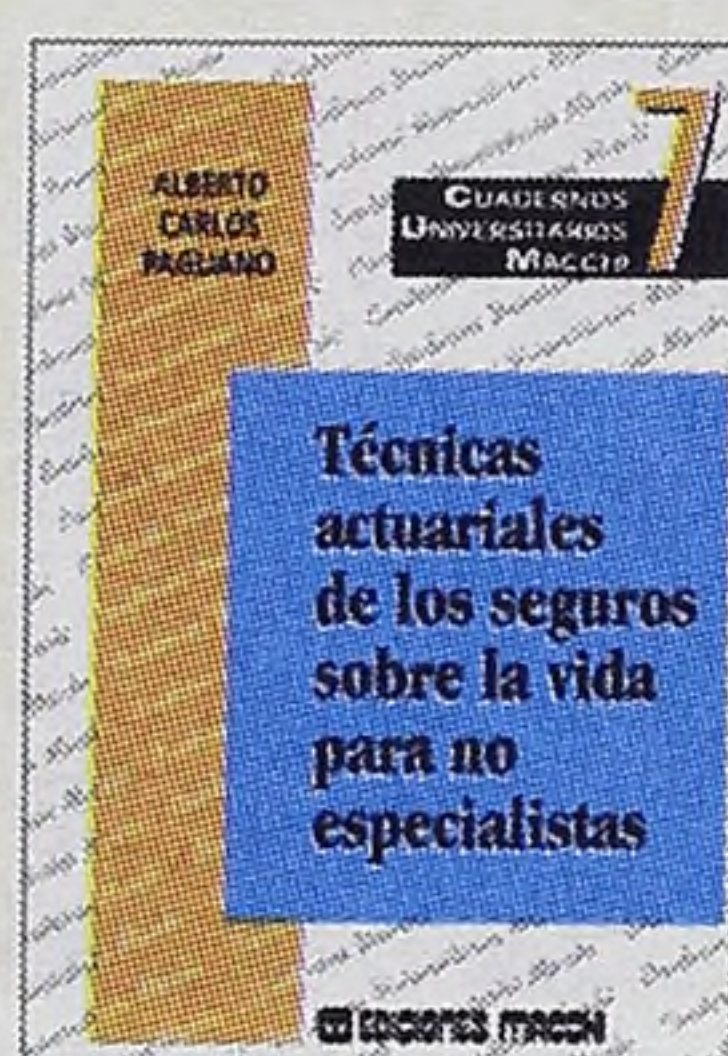 ALBERTO
CARLOS
PAGLIANO
CUADERNOS
UNIVERSITARIOS
MACCHI
7
Técnicas
actuariales
de los seguros
sobre la vida
para no
especialistas
EDICIONES MACCHI